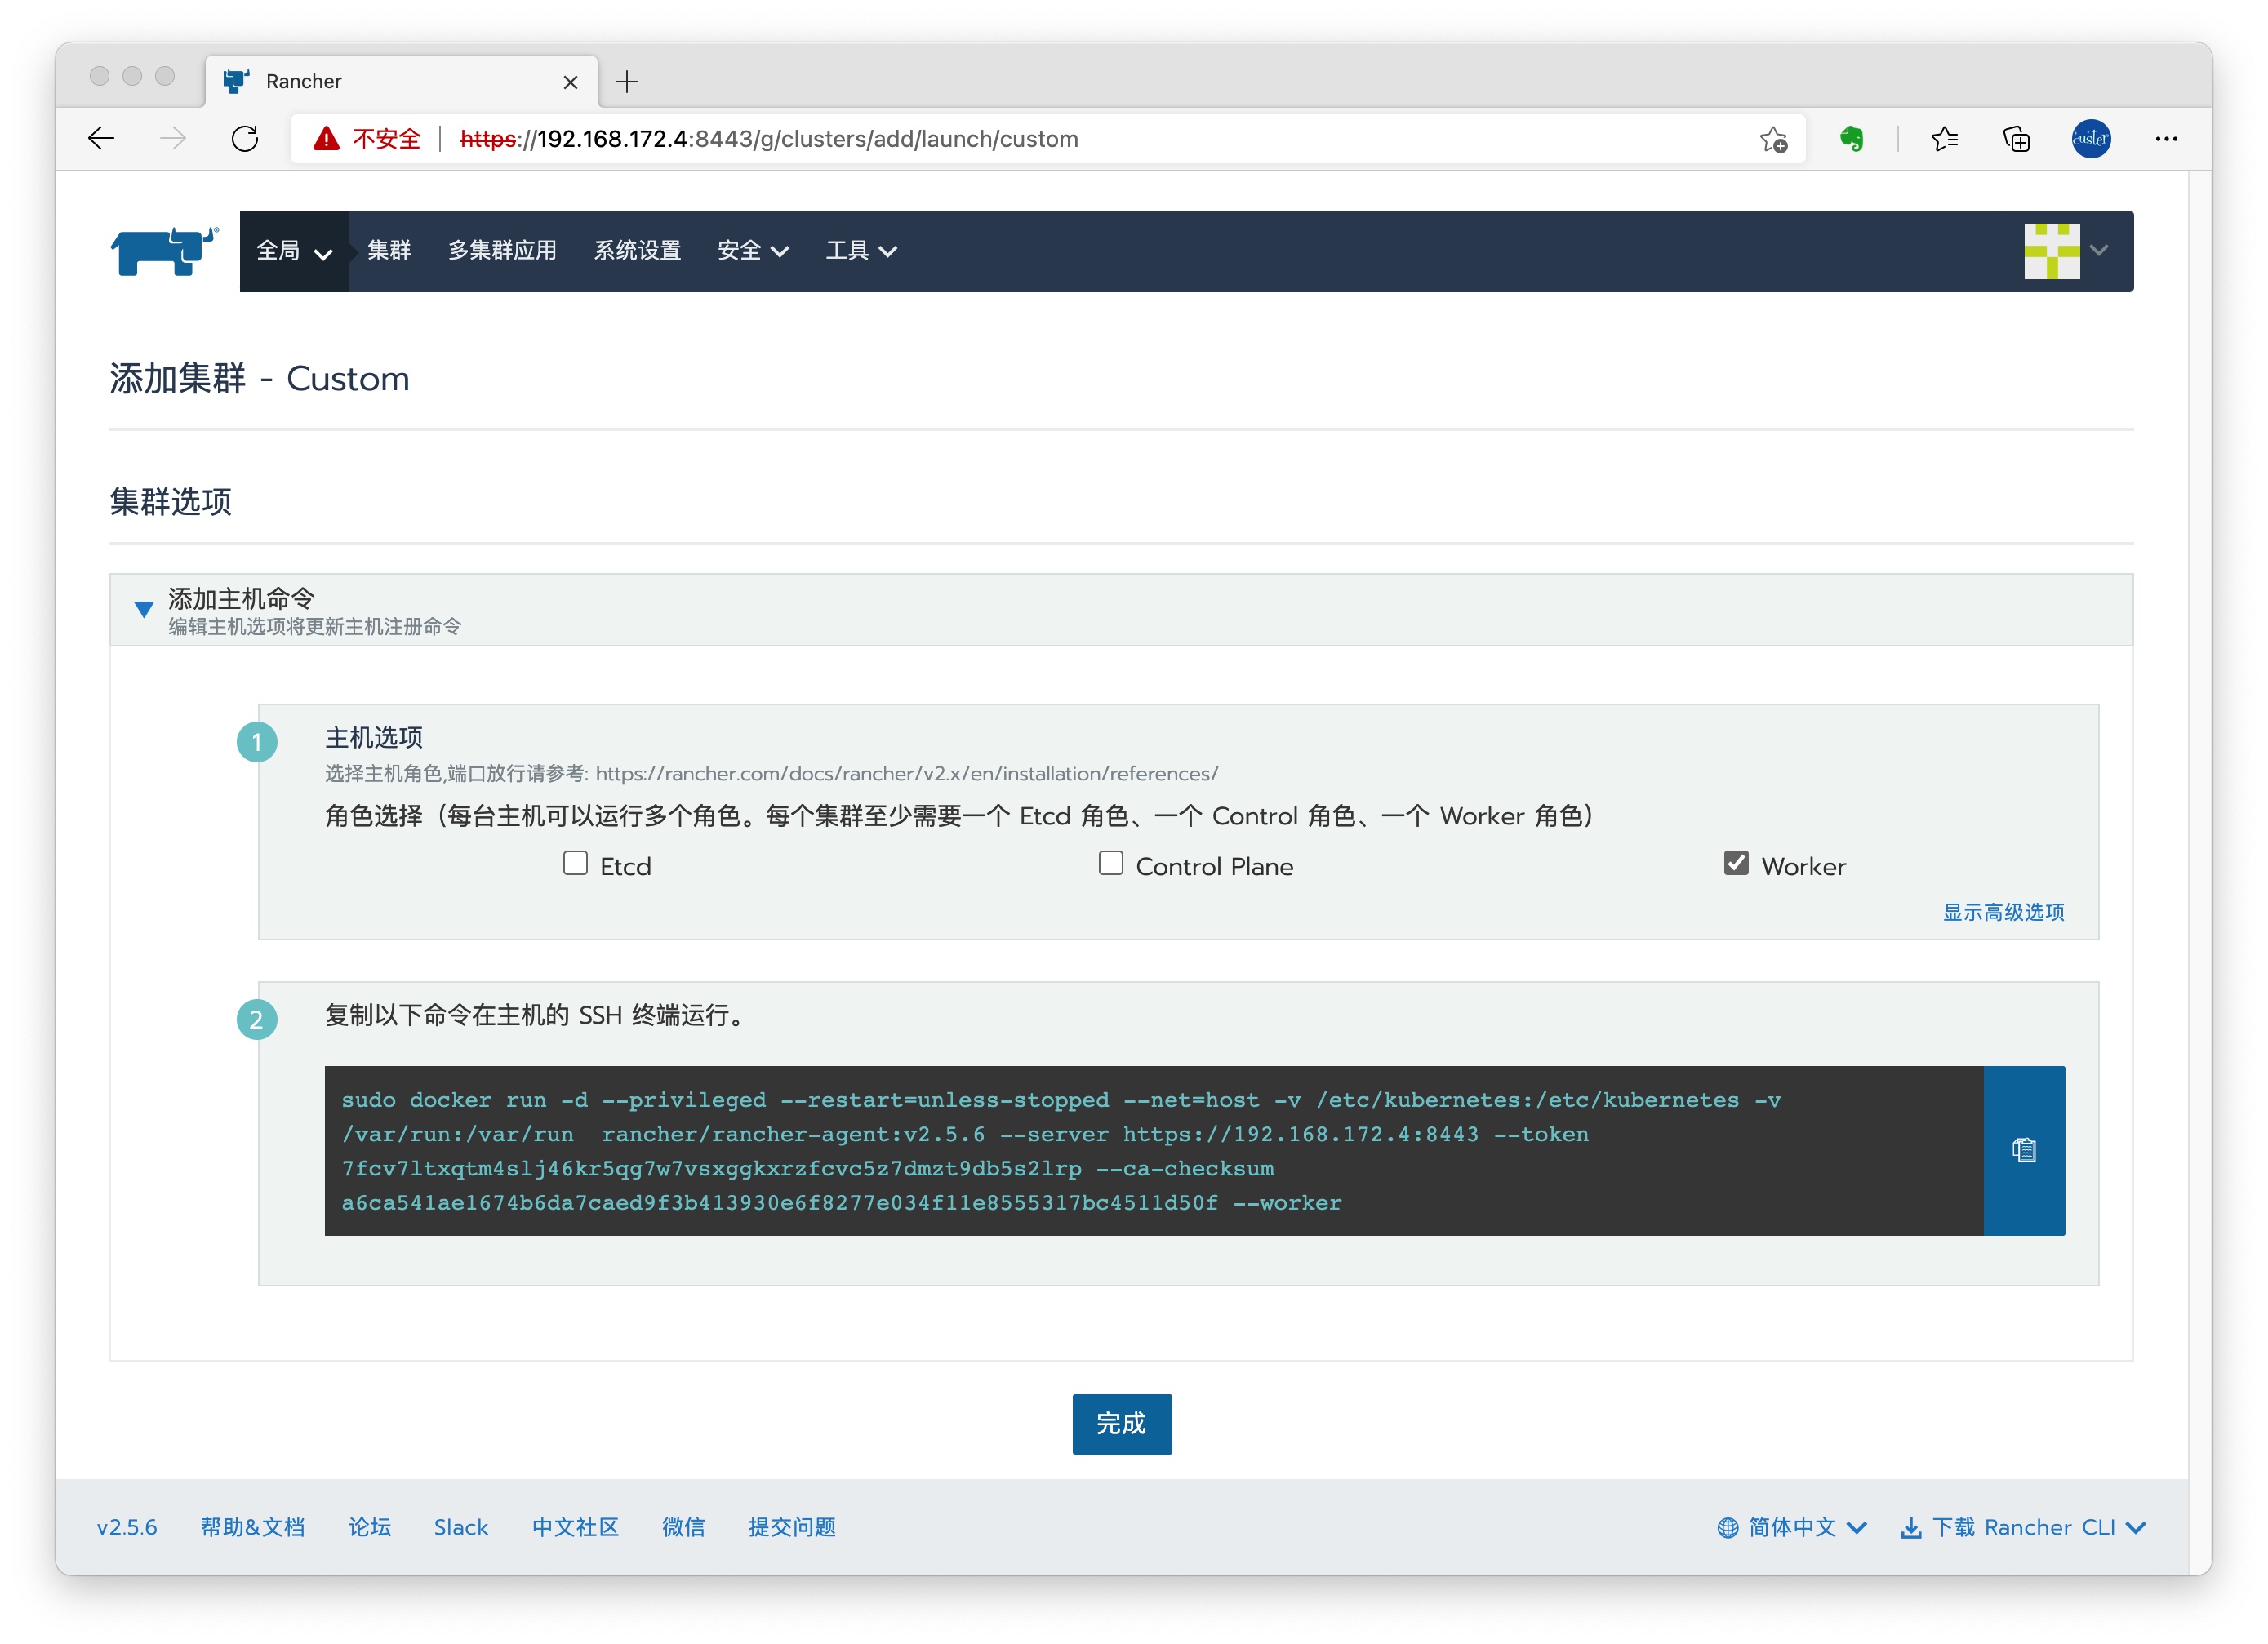 Rancher
不安全 https://192.168.172.4:8443/g/clusters/add/launch/custom
custer
全局 集群 多集群应用 系统设置 安全 工具
添加集群 - Custom
集群选项
添加主机命令
编辑主机选项将更新主机注册命令
1
主机选项
选择主机角色,端口放行请参考: https://rancher.com/docs/rancher/v2.x/en/installation/references/
角色选择（每台主机可以运行多个角色。每个集群至少需要一个 Etcd 角色、一个 Control 角色、一个 Worker 角色）
Etcd Control Plane Worker
显示高级选项
2
复制以下命令在主机的 SSH 终端运行。
sudo docker run -d --privileged --restart=unless-stopped --net=host -v /etc/kubernetes:/etc/kubernetes -v
/var/run:/var/run  rancher/rancher-agent:v2.5.6 --server https://192.168.172.4:8443 --token
7fcv7ltxqtm4slj46kr5qg7w7vsxggkxrzfcvc5z7dmzt9db5s2lrp --ca-checksum
a6ca541ae1674b6da7caed9f3b413930e6f8277e034f11e8555317bc4511d50f --worker
完成
v2.5.6 帮助&文档 论坛 Slack 中文社区 微信 提交问题 简体中文 下载 Rancher CLI